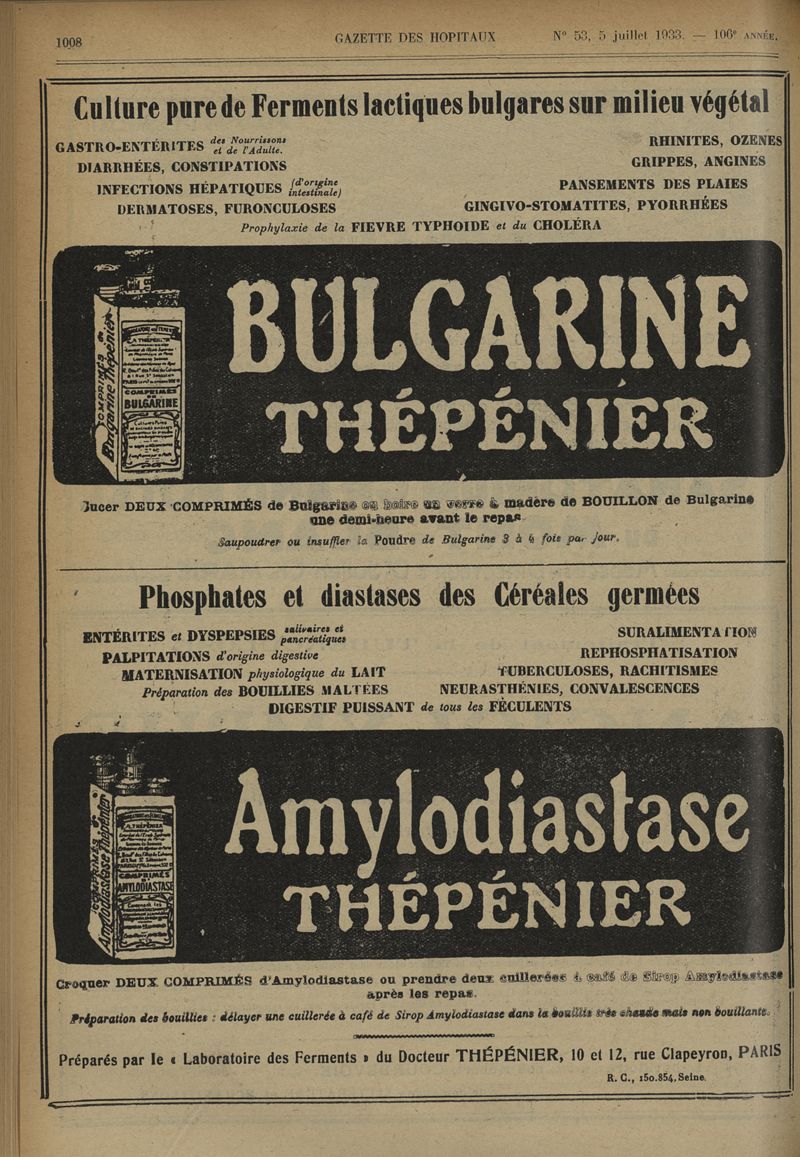 1008
GAZETTE DES HOPITAUX
N° 53, 5 juillet 1933. — 106e ANNÉE.
Culture pure de Ferments lactiques bulgares sur milieu végétal
GASTRO-ENTÉRITES des Nourrissons et de l'Adulte.
DIARRHÉES, CONSTIPATIONS
INFECTIONS HÉPATIQUES (d'origine intestinale)
DERMATOSES, FURONCULOSES
RHINITES, OZENES
GRIPPES, ANGINES
PANSEMENTS DES PLAIES
GINGIVO-STOMATITES, PYORRHÉES
Prophylaxie de la FIEVRE TYPHOIDE et du CHOLÉRA
COMPRIMÉS
BULGARINE
BULGARINE
THÉPÉNIER
Sucer DEUX COMPRIMÉS de Bulgarine ou boire un verre à madère de BOUILLON de Bulgarine
une demi-heure avant le repas.
Saupoudrer ou insuffler la Poudre de Bulgarine 3 à 4 fois par jour.
Phosphates et diastases des Céréales germées
ENTÉRITES et DYSPEPSIES salivaires et pancréatiques
PALPITATIONS d'origine digestive
MATERNISATION physiologique du LAIT
Préparation des BOUILLIES MALTÉES
SURALIMENTATION
REPHOSPHATISATION
TUBERCULOSES, RACHITISMES
NEURASTHÉNIES, CONVALESCENCES
DIGESTIF PUISSANT de tous les FÉCULENTS
COMPRIMÉS
AMYLODIASTASE
Amylodiastase
THÉPÉNIER
Croquer DEUX COMPRIMÉS d'Amylodiastase ou prendre deux cuillerées à café de Sirop Amylodiastase
après les repas.
Préparation des bouillies : délayer une cuillerée à café de Sirop Amylodiastase dans la bouillie très chaude mais non bouillante.
Préparés par le « Laboratoire des Ferments » du Docteur THÉPÉNIER, 10 et 12, rue Clapeyron, PARIS
R. C., 150.854, Seine.